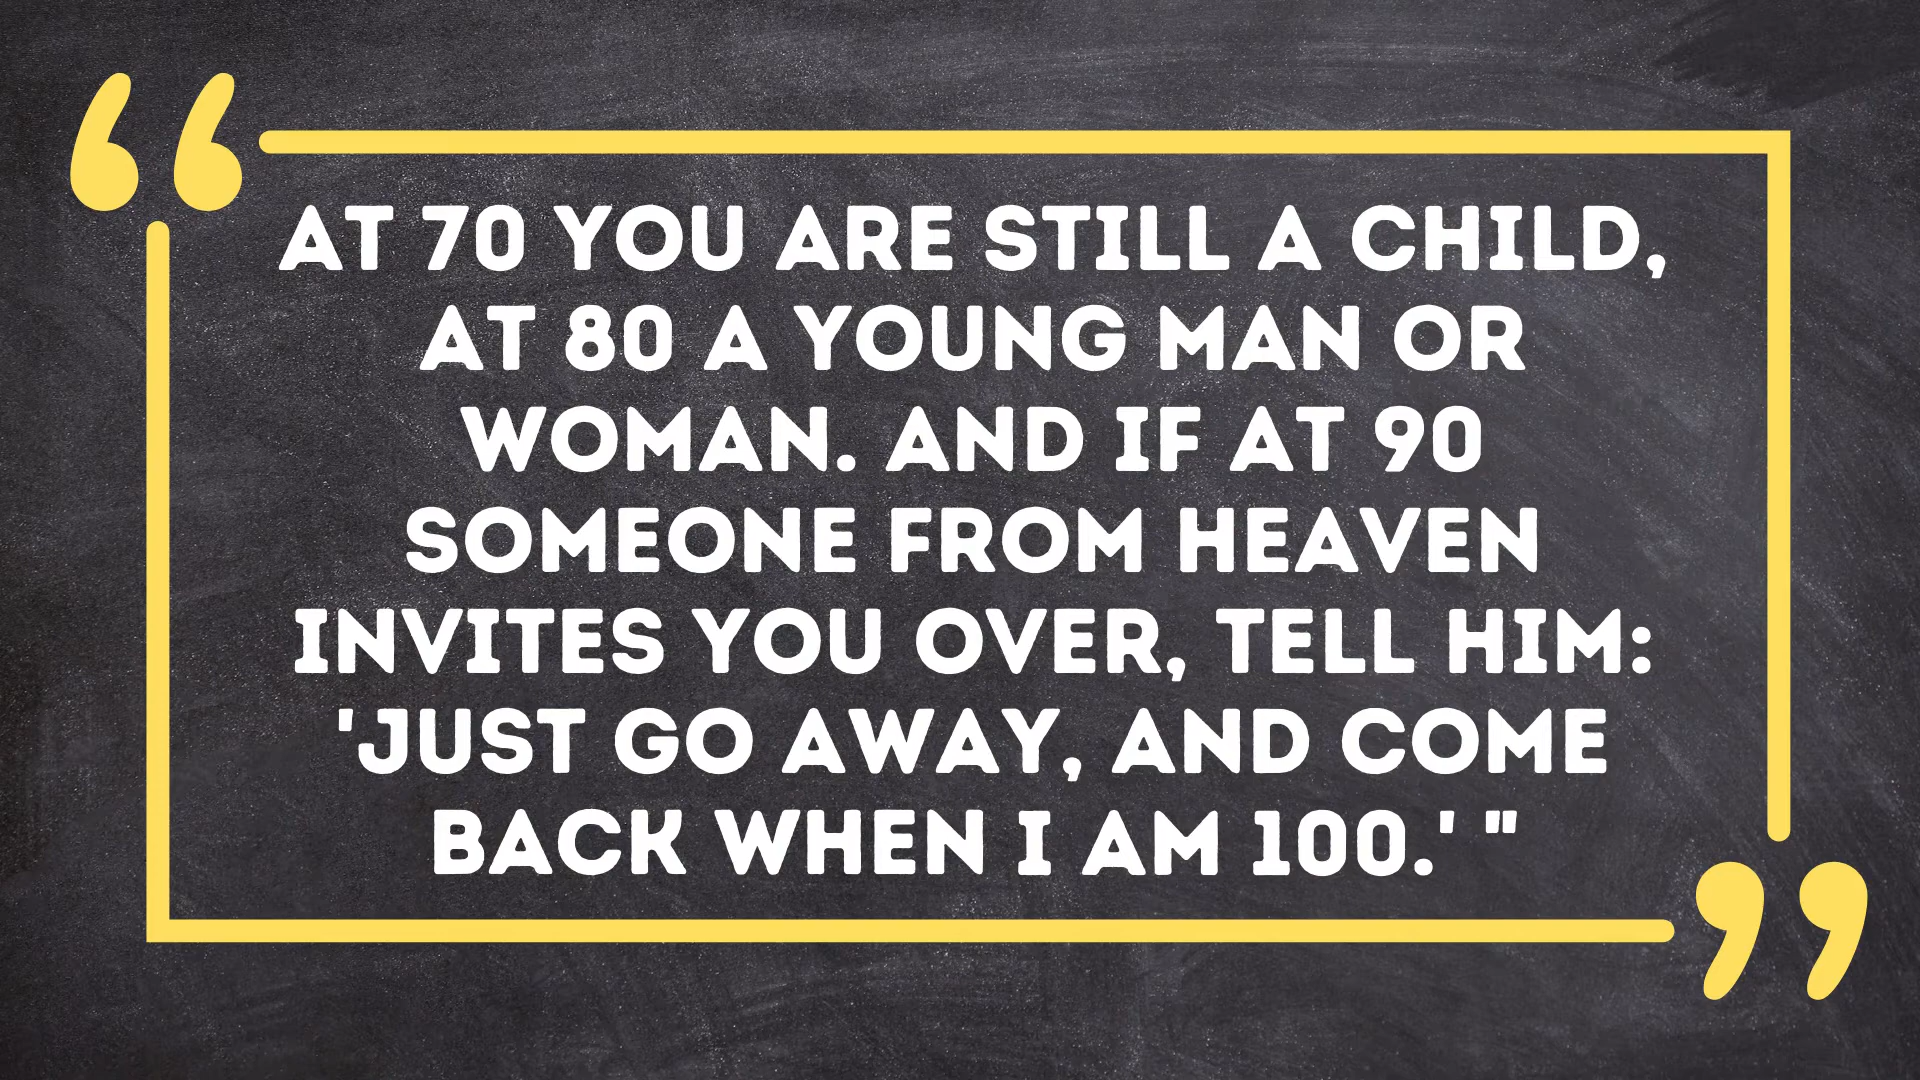 AT 70 YOU ARE STILL A CHILD,
AT 80 A YOUNG MAN OR
WOMAN. AND IF AT 90
SOMEONE FROM HEAVEN
INVITES YOU OVER, TELL HIM:
'JUST GO AWAY, AND COME
BACK WHEN I AM 100.' "